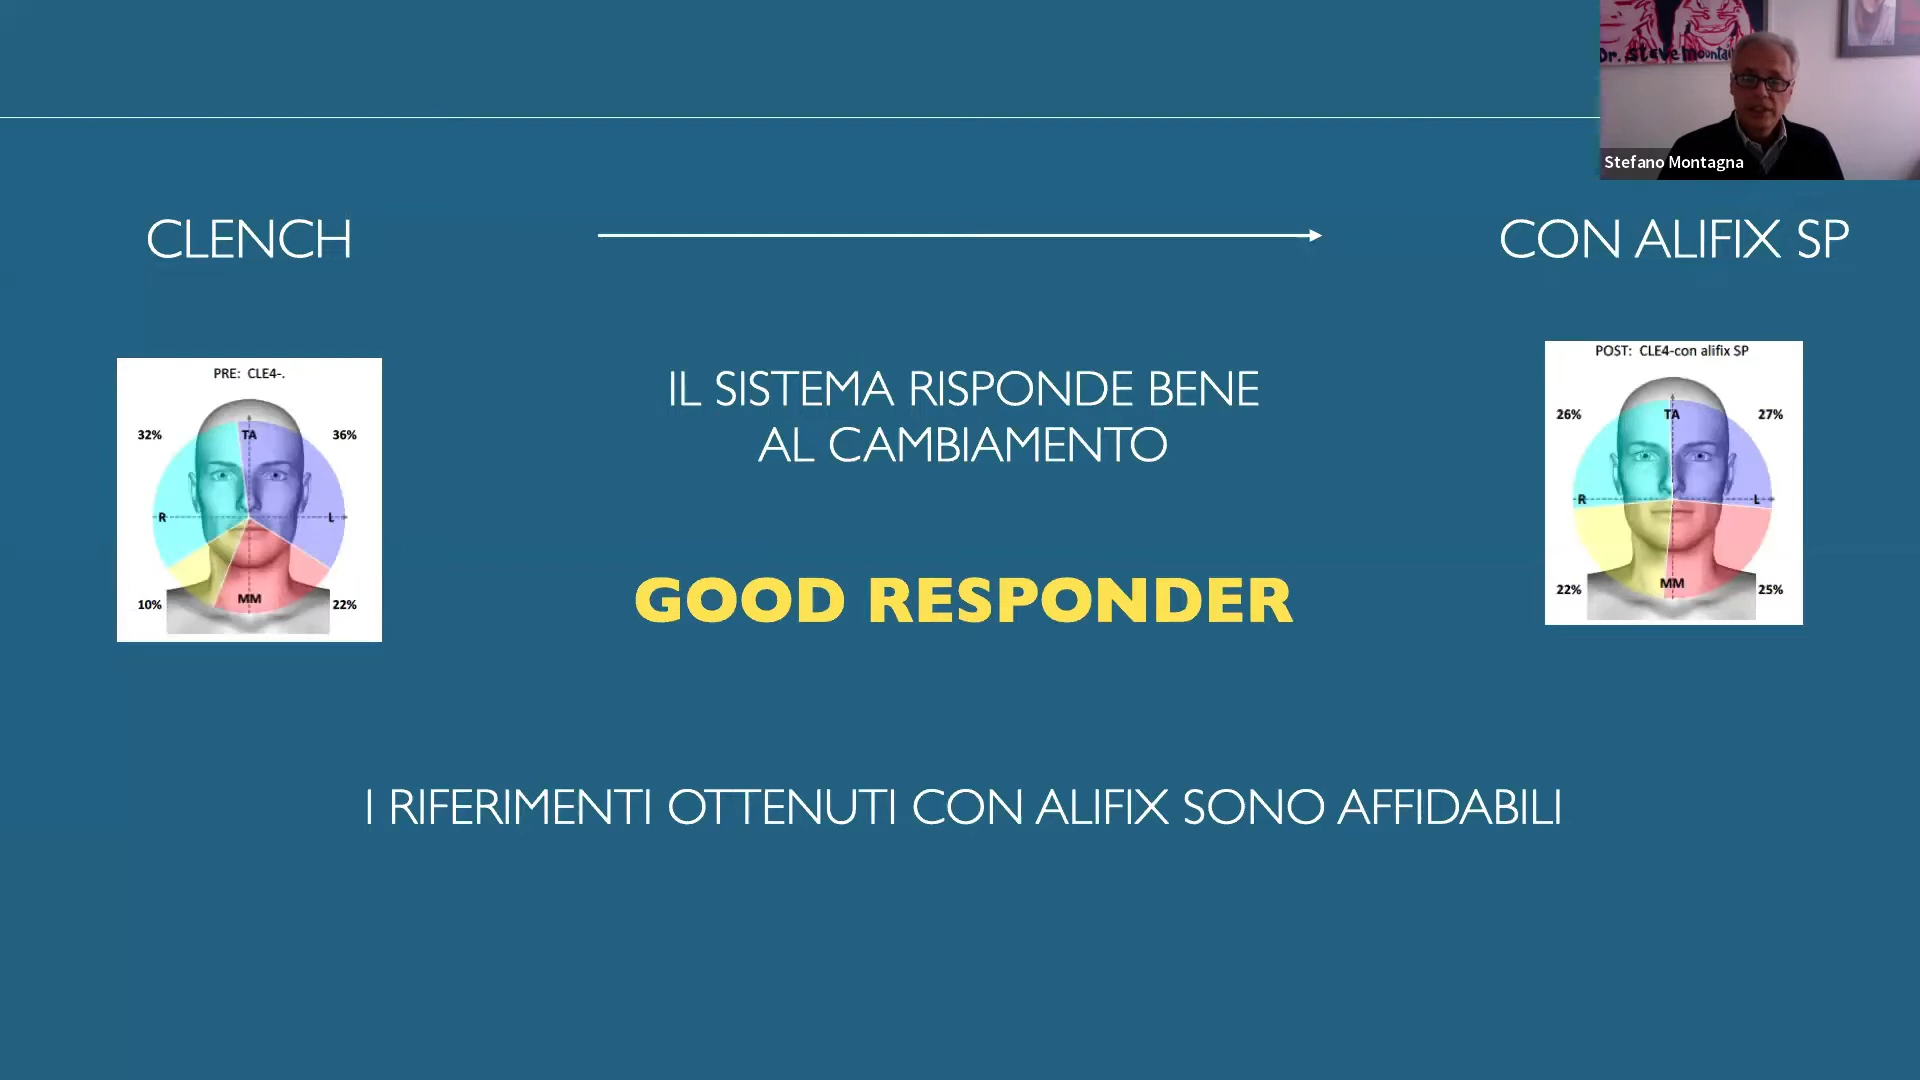 Dr. steve mountai
Stefano Montagna
CLENCH
CON ALIFIX SP
PRE: CLE4-.
32%
36%
TA
R
L
10%
MM
22%
IL SISTEMA RISPONDE BENE
AL CAMBIAMENTO
GOOD RESPONDER
POST: CLE4-con alifix SP
26%
27%
TA
R
L
22%
MM
25%
I RIFERIMENTI OTTENUTI CON ALIFIX SONO AFFIDABILI